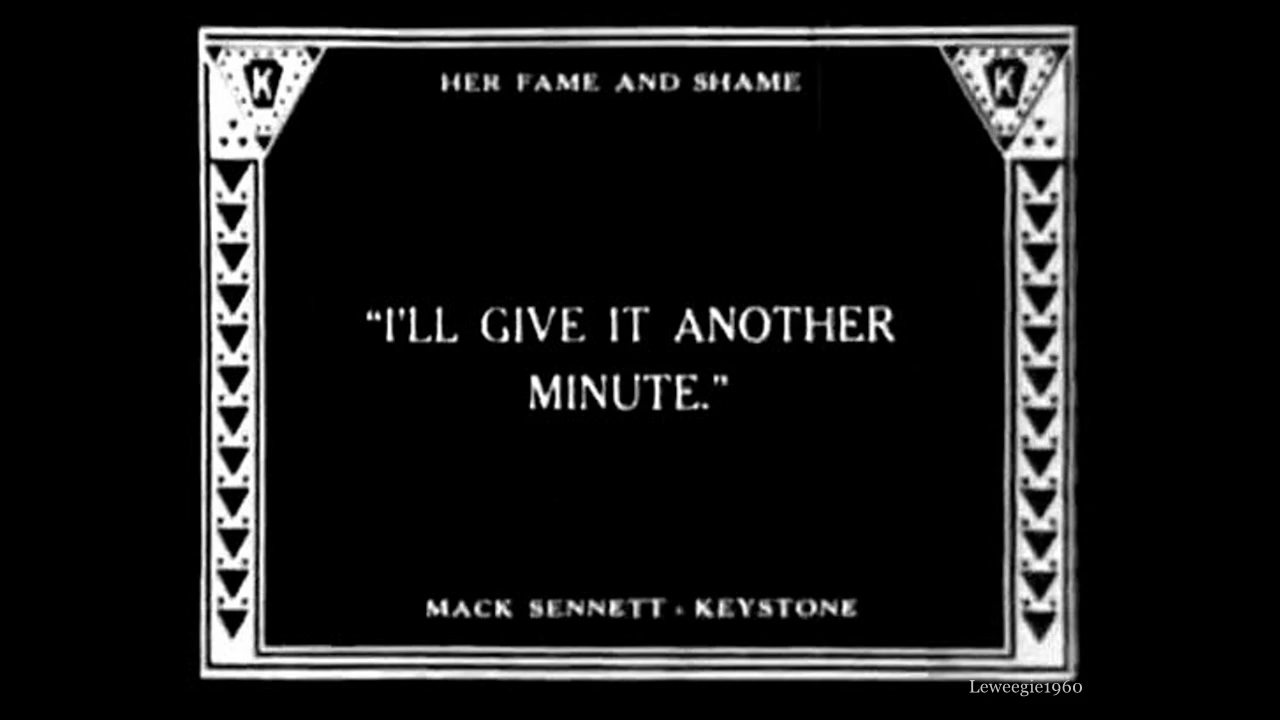 K K
HER FAME AND SHAME
“I'LL GIVE IT ANOTHER
MINUTE."
MACK SENNETT · KEYSTONE
Leweegie1960